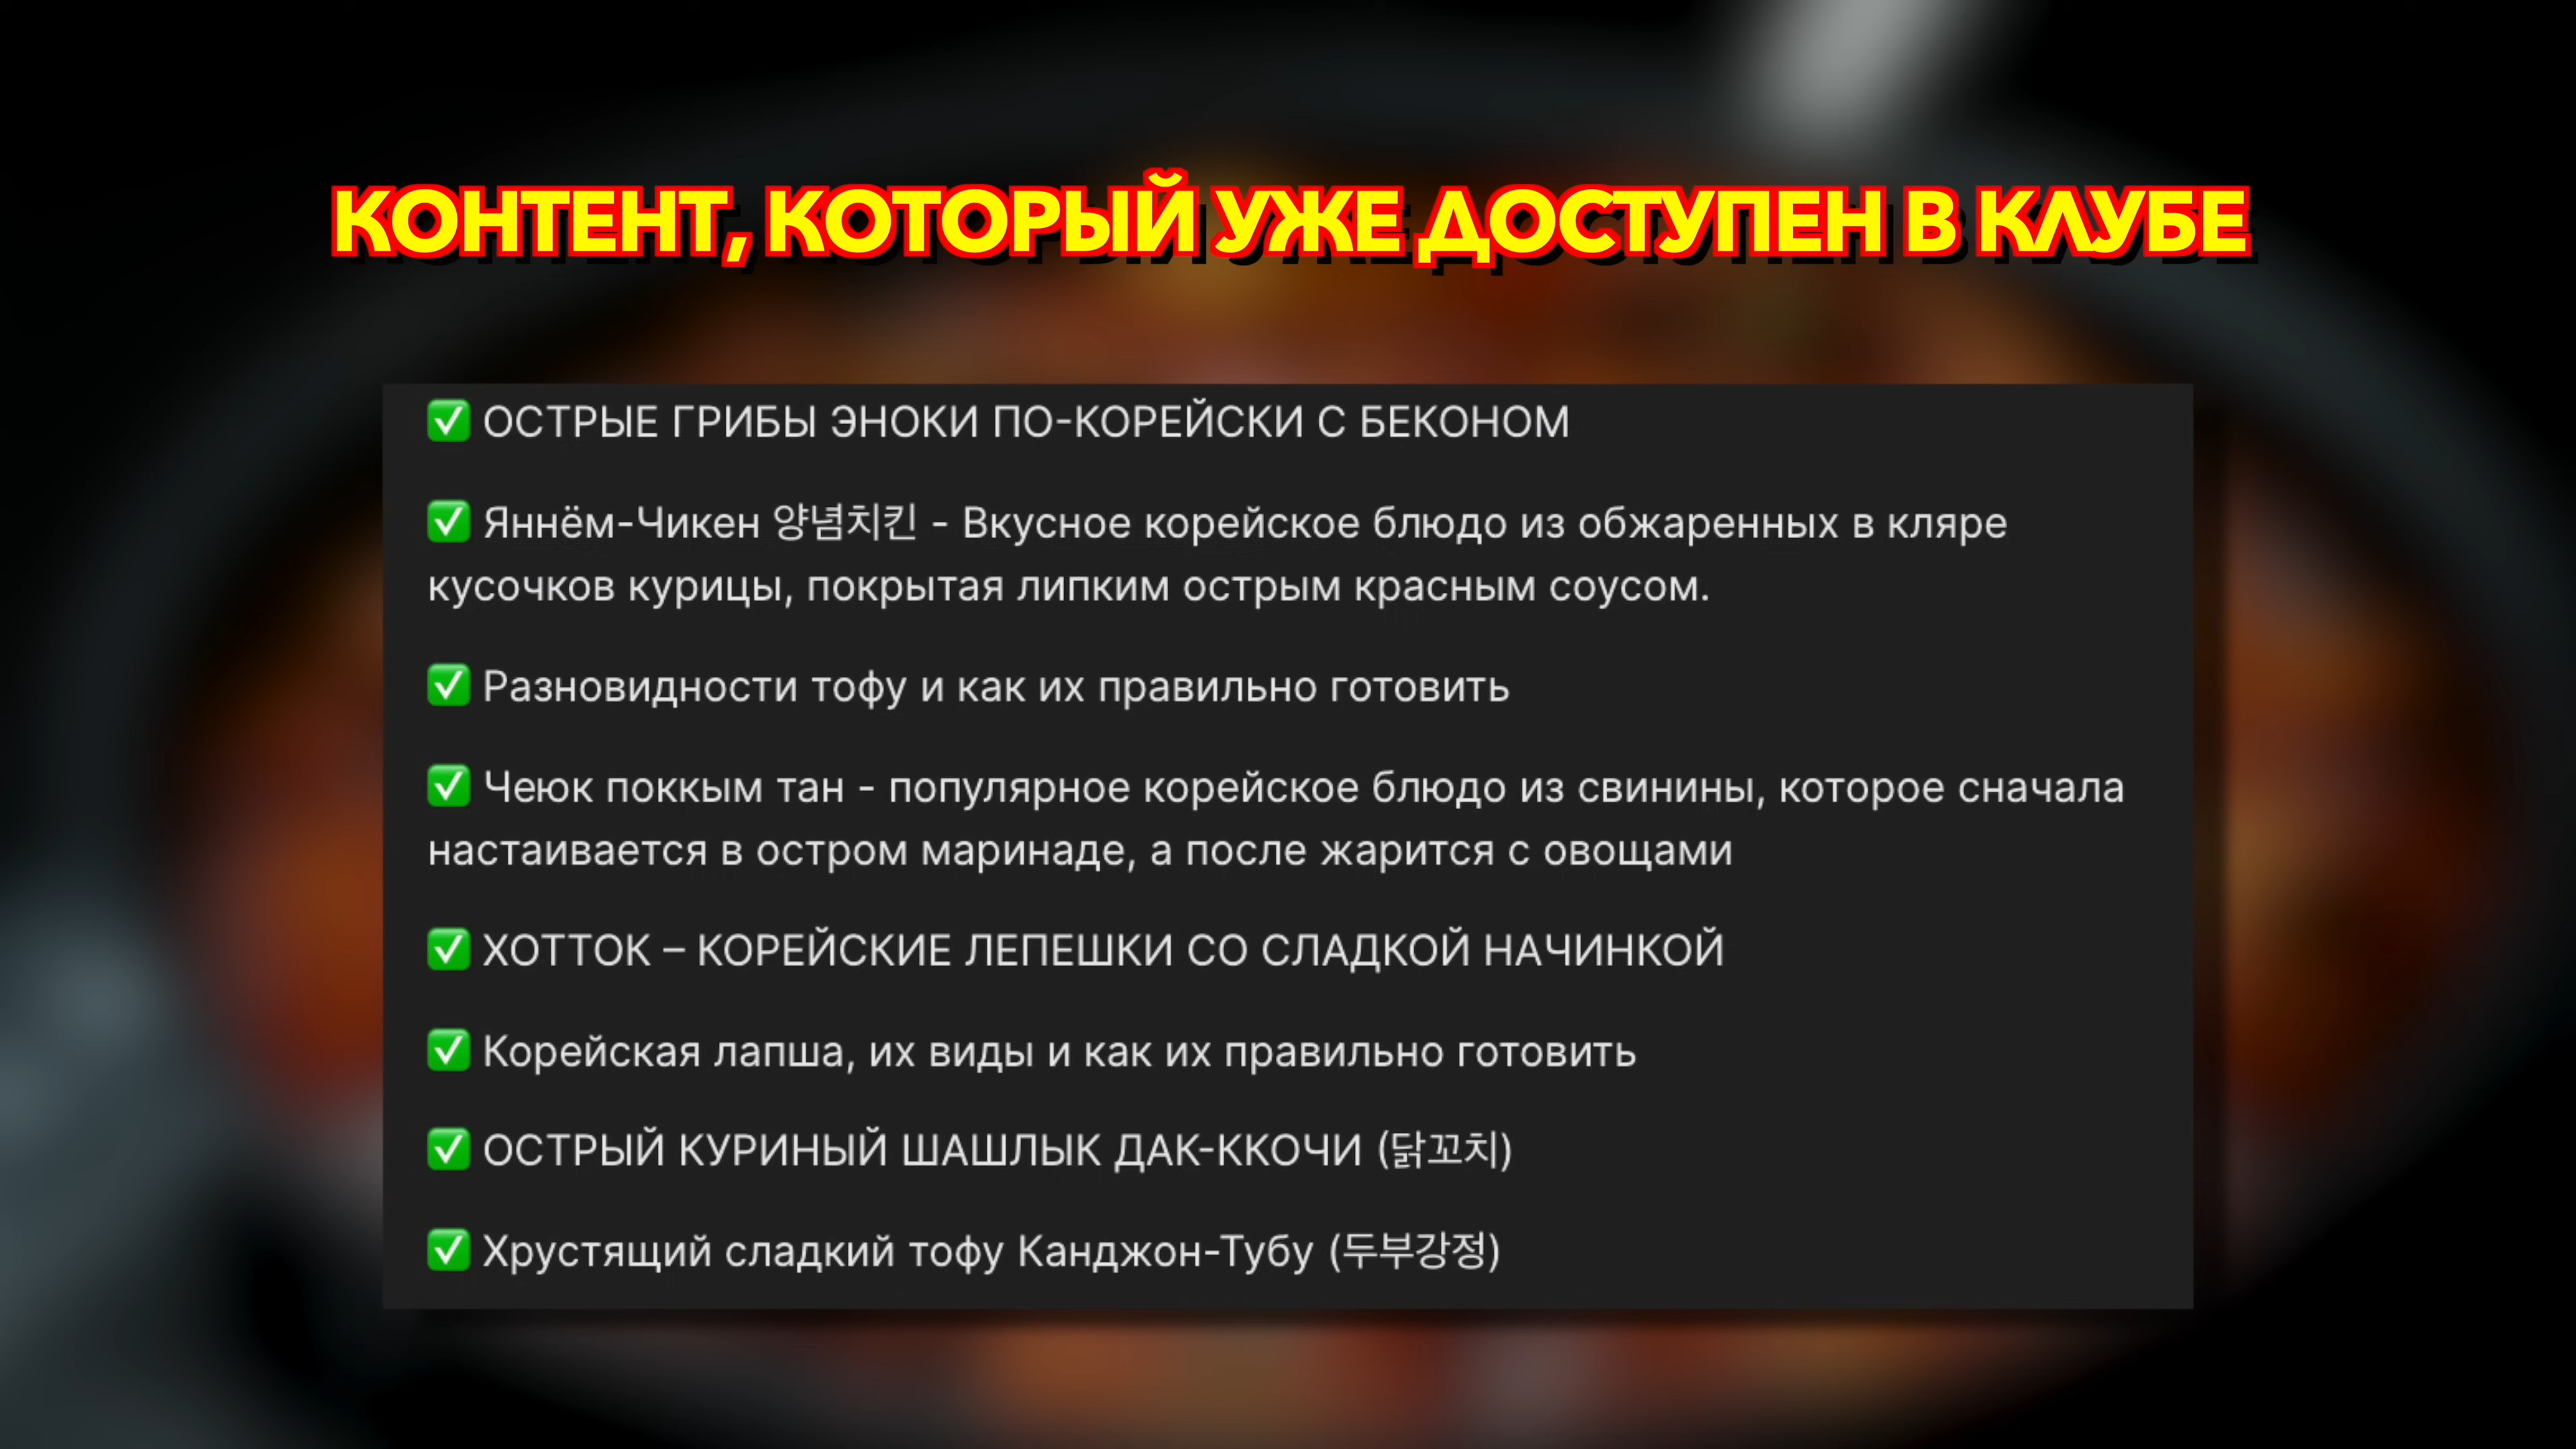 КОНТЕНТ, КОТОРЫЙ УЖЕ ДОСТУПЕН В КЛУБЕ
✅ ОСТРЫЕ ГРИБЫ ЭНОКИ ПО-КОРЕЙСКИ С БЕКОНОМ
✅ Яннём-Чикен 양념치킨 - Вкусное корейское блюдо из обжаренных в кляре
кусочков курицы, покрытая липким острым красным соусом.
✅ Разновидности тофу и как их правильно готовить
✅ Чеюк поккым тан - популярное корейское блюдо из свинины, которое сначала
настаивается в остром маринаде, а после жарится с овощами
✅ ХОТТОК – КОРЕЙСКИЕ ЛЕПЕШКИ СО СЛАДКОЙ НАЧИНКОЙ
✅ Корейская лапша, их виды и как их правильно готовить
✅ ОСТРЫЙ КУРИНЫЙ ШАШЛЫК ДАК-ККОЧИ (닭꼬치)
✅ Хрустящий сладкий тофу Канджон-Тубу (두부강정)